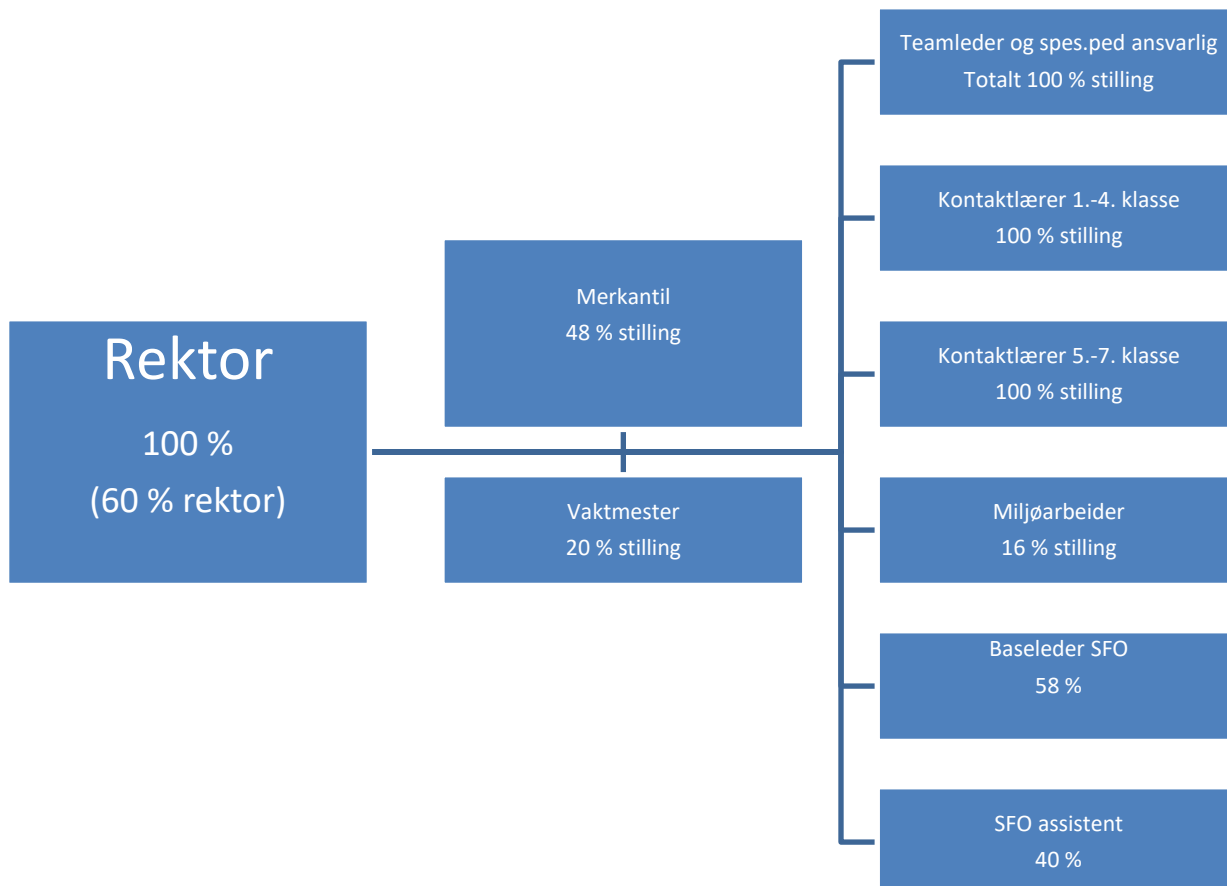 Rektor
100 %
(60 % rektor)
Merkantil
48 % stilling
Vaktmester
20 % stilling
Teamleder og spes.ped ansvarlig
Totalt 100 % stilling
Kontaktlærer 1.-4. klasse
100 % stilling
Kontaktlærer 5.-7. klasse
100 % stilling
Miljøarbeider
16 % stilling
Baseleder SFO
58 %
SFO assistent
40 %